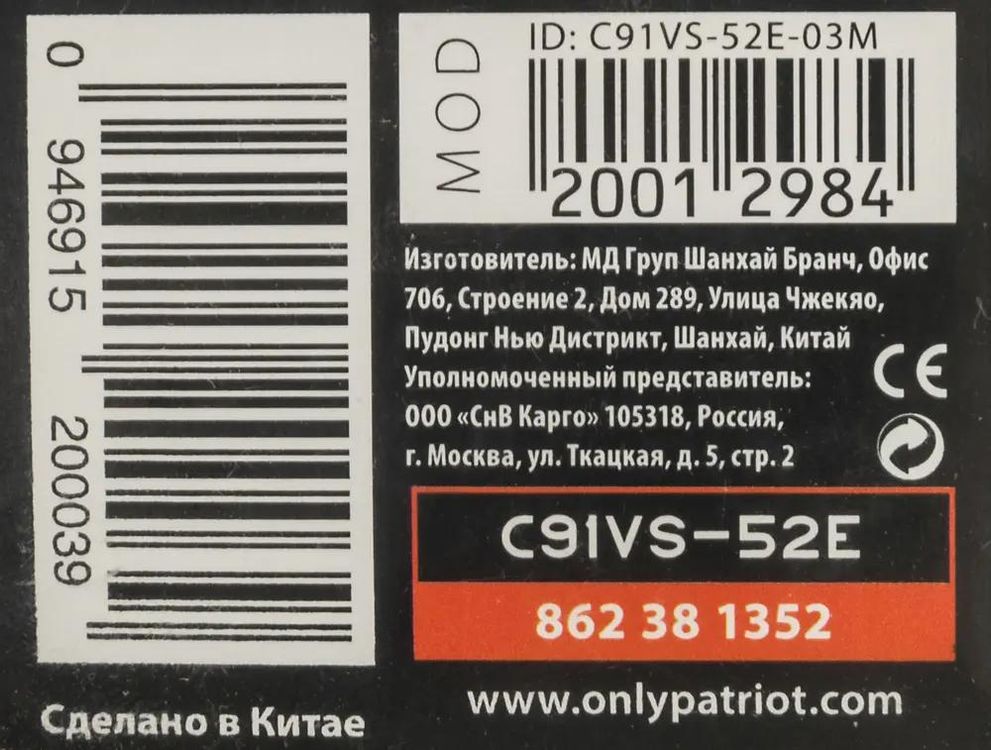 0 946915 200039
Сделано в Китае
MOD
ID: C91VS-52E-03M
2001 2984
Изготовитель: МД Груп Шанхай Бранч, Офис
706, Строение 2, Дом 289, Улица Чжекяо,
Пудонг Нью Дистрикт, Шанхай, Китай
Уполномоченный представитель:
ООО «СнВ Карго» 105318, Россия,
г. Москва, ул. Ткацкая, д. 5, стр. 2
CE
C91VS-52E
862 38 1352
www.onlypatriot.com